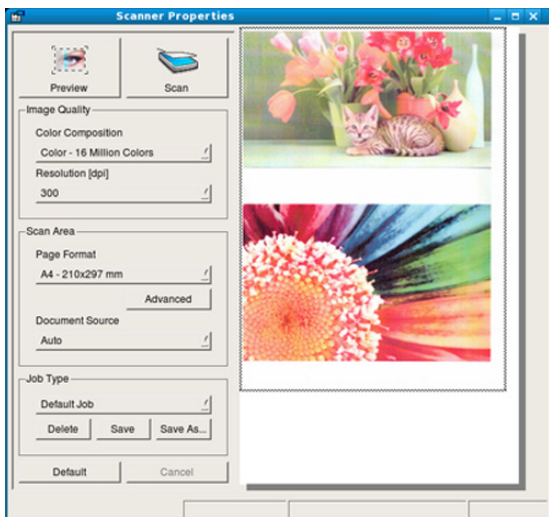 Scanner Properties
Preview
Scan
Image Quality
Color Composition
Color - 16 Million Colors
Resolution [dpi]
300
Scan Area
Page Format
A4 - 210x297 mm
Advanced
Document Source
Auto
Job Type
Default Job
Delete
Save
Save As...
Default
Cancel